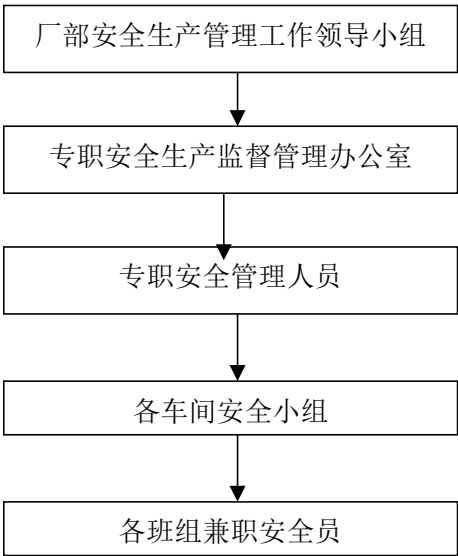 厂部安全生产管理工作领导小组
专职安全生产监督管理办公室
专职安全管理人员
各车间安全小组
各班组兼职安全员